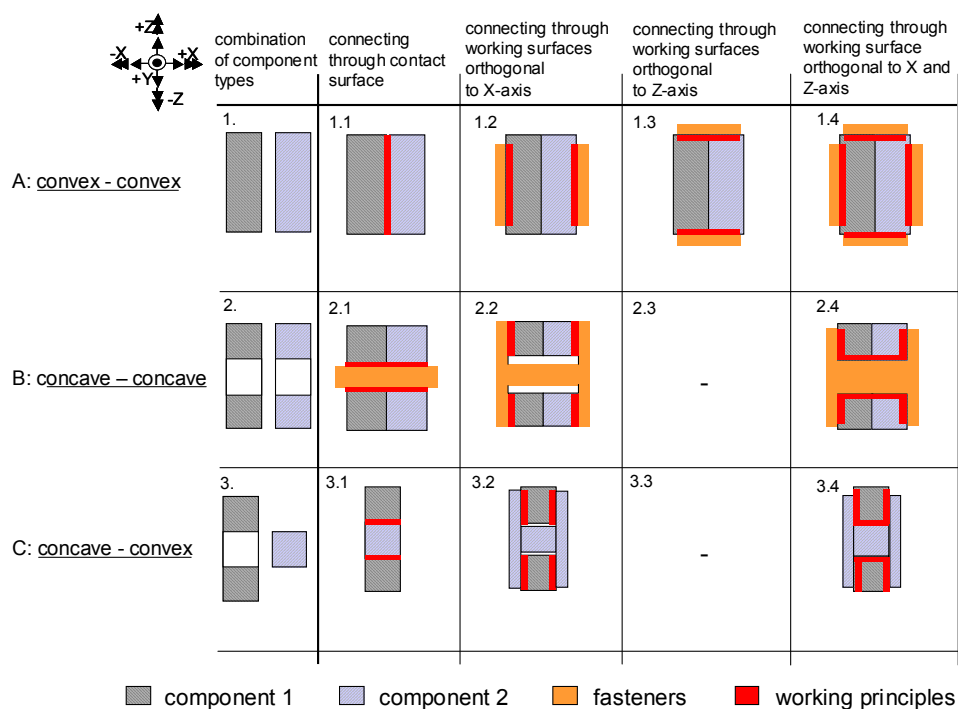 +Z
-X
+X
+Y
-Z
combination
of component
types
connecting
through contact
surface
connecting through
working surfaces
orthogonal
to X-axis
connecting through
working surfaces
orthogonal
to Z-axis
connecting through
working surface
orthogonal to X and
Z-axis
A: convex - convex
1.
1.1
1.2
1.3
1.4
B: concave – concave
2.
2.1
2.2
2.3
-
2.4
C: concave - convex
3.
3.1
3.2
3.3
-
3.4
component 1
component 2
fasteners
working principles